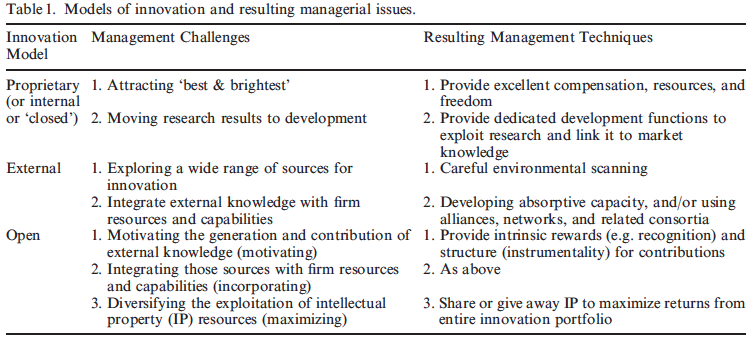 Table 1. Models of innovation and resulting managerial issues.
Innovation Model Management Challenges Resulting Management Techniques
Proprietary (or internal or ‘closed’) 1. Attracting ‘best & brightest’ 1. Provide excellent compensation, resources, and
freedom
2. Moving research results to development 2. Provide dedicated development functions to
exploit research and link it to market
knowledge
External 1. Exploring a wide range of sources for 1. Careful environmental scanning
innovation
2. Integrate external knowledge with firm 2. Developing absorptive capacity, and/or using
resources and capabilities alliances, networks, and related consortia
Open 1. Motivating the generation and contribution of 1. Provide intrinsic rewards (e.g. recognition) and
external knowledge (motivating) structure (instrumentality) for contributions
2. Integrating those sources with firm resources 2. As above
and capabilities (incorporating)
3. Diversifying the exploitation of intellectual 3. Share or give away IP to maximize returns from
property (IP) resources (maximizing) entire innovation portfolio